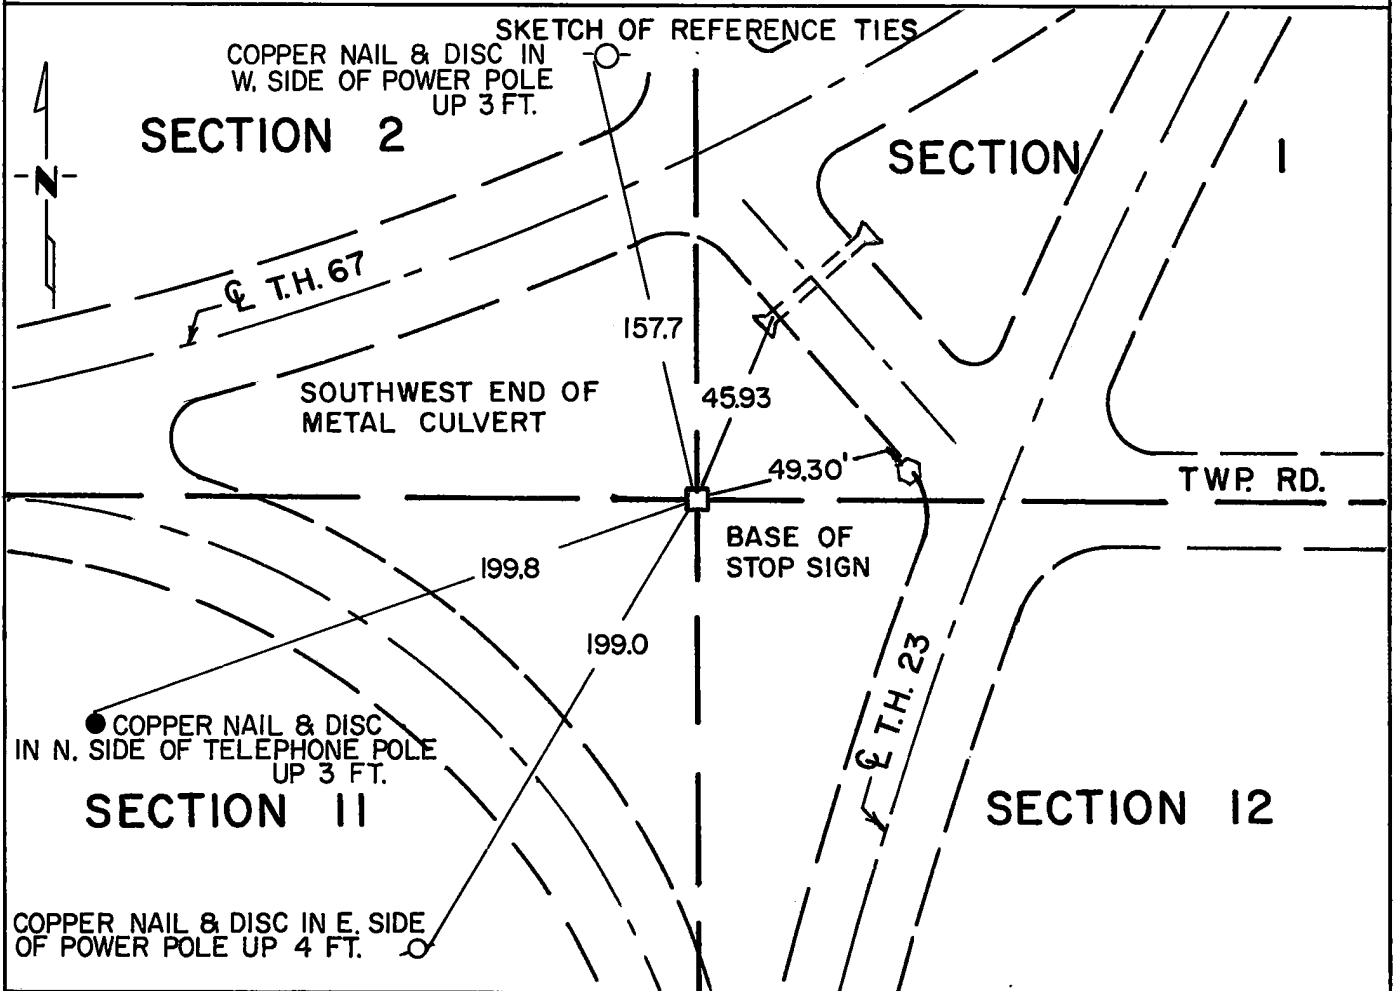 SKETCH OF REFERENCE TIES
COPPER NAIL & DISC IN
W. SIDE OF POWER POLE
UP 3 FT.
SECTION 2
SECTION 1
N
℄ T.H. 67
157.7
SOUTHWEST END OF
METAL CULVERT
45.93
49.30'
TWP. RD.
BASE OF
STOP SIGN
199.8
199.0
℄ T.H. 23
COPPER NAIL & DISC
IN N. SIDE OF TELEPHONE POLE
UP 3 FT.
SECTION 11
SECTION 12
COPPER NAIL & DISC IN E. SIDE
OF POWER POLE UP 4 FT.